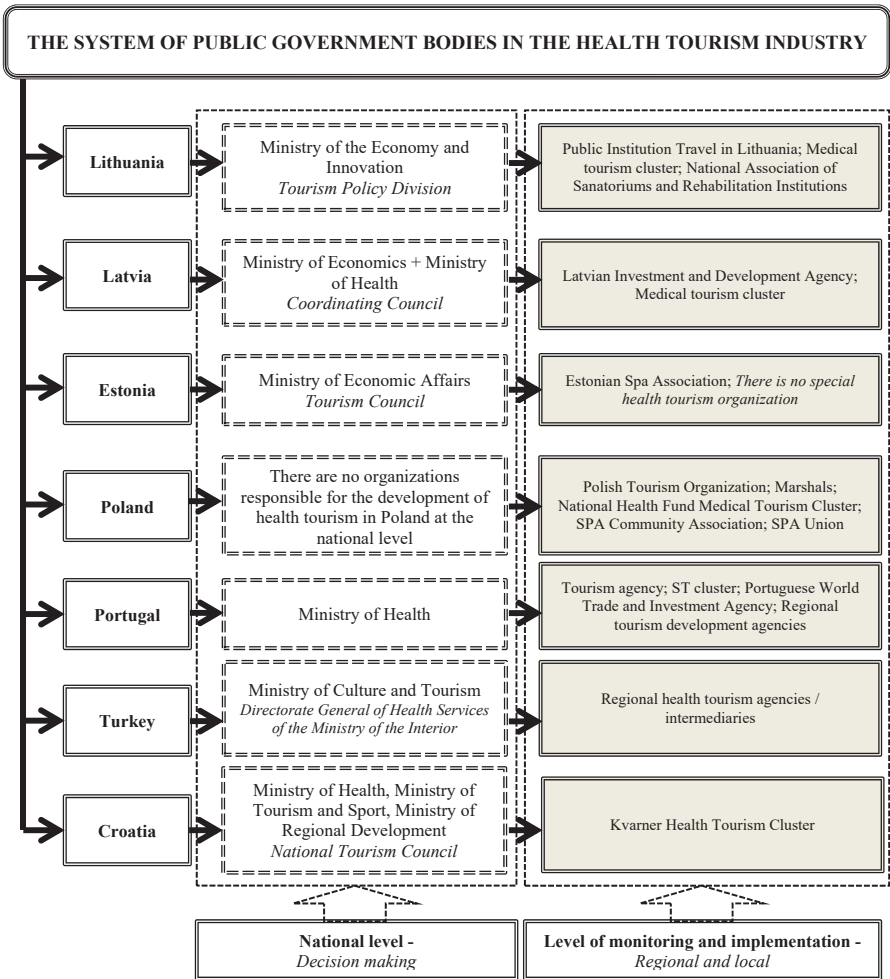 THE SYSTEM OF PUBLIC GOVERNMENT BODIES IN THE HEALTH TOURISM INDUSTRY
Lithuania
Ministry of the Economy and
Innovation
Tourism Policy Division
Public Institution Travel in Lithuania; Medical
tourism cluster; National Association of
Sanatoriums and Rehabilitation Institutions
Latvia
Ministry of Economics + Ministry
of Health
Coordinating Council
Latvian Investment and Development Agency;
Medical tourism cluster
Estonia
Ministry of Economic Affairs
Tourism Council
Estonian Spa Association; There is no special
health tourism organization
Poland
There are no organizations
responsible for the development of
health tourism in Poland at the
national level
Polish Tourism Organization; Marshals;
National Health Fund Medical Tourism Cluster;
SPA Community Association; SPA Union
Portugal
Ministry of Health
Tourism agency; ST cluster; Portuguese World
Trade and Investment Agency; Regional
tourism development agencies
Turkey
Ministry of Culture and Tourism
Directorate General of Health Services
of the Ministry of the Interior
Regional health tourism agencies /
intermediaries
Croatia
Ministry of Health, Ministry of
Tourism and Sport, Ministry of
Regional Development
National Tourism Council
Kvarner Health Tourism Cluster
National level -
Decision making
Level of monitoring and implementation -
Regional and local